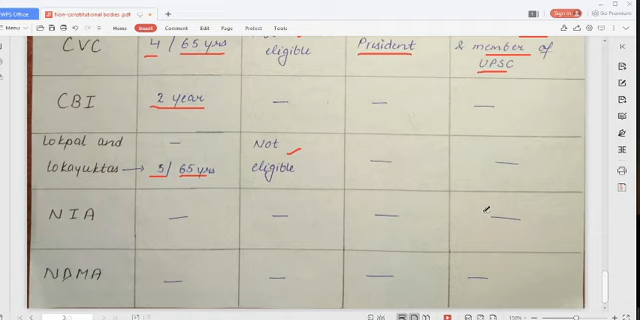 WPS Office
Non-constitutional bodies .pdf
Sign in
Go Premium
Menu
Home
Insert
Comment
Edit
Page
Protect
Tools
CVC
4 / 65 yrs
eligible
President
& member of
UPSC
CBI
2 year
—
—
—
Lokpal and
lokayuktas →
—
5/ 65 yrs
Not
eligible
—
—
NIA
—
—
—
—
NDMA
—
—
—
—